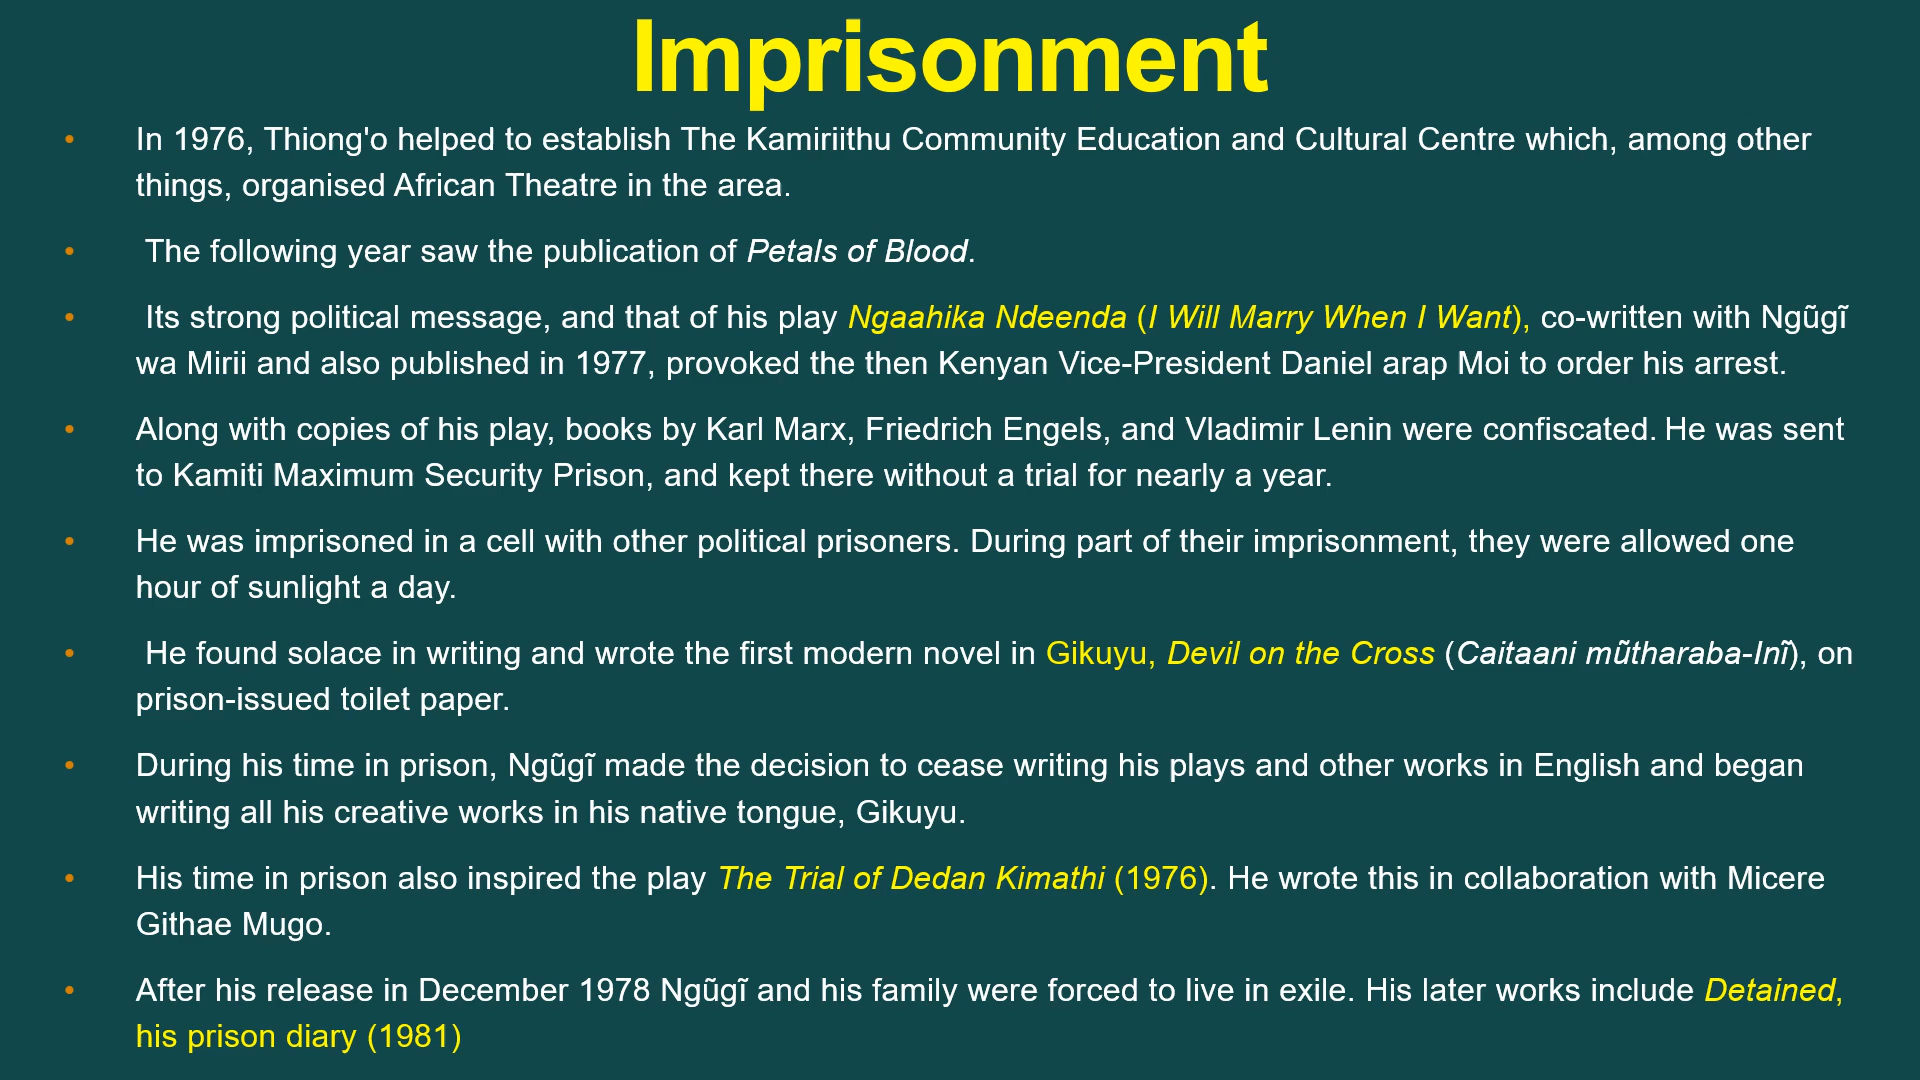 Imprisonment
• In 1976, Thiong'o helped to establish The Kamiriithu Community Education and Cultural Centre which, among other
things, organised African Theatre in the area.
• The following year saw the publication of Petals of Blood.
• Its strong political message, and that of his play Ngaahika Ndeenda (I Will Marry When I Want), co-written with Ngũgĩ
wa Mirii and also published in 1977, provoked the then Kenyan Vice-President Daniel arap Moi to order his arrest.
• Along with copies of his play, books by Karl Marx, Friedrich Engels, and Vladimir Lenin were confiscated. He was sent
to Kamiti Maximum Security Prison, and kept there without a trial for nearly a year.
• He was imprisoned in a cell with other political prisoners. During part of their imprisonment, they were allowed one
hour of sunlight a day.
• He found solace in writing and wrote the first modern novel in Gikuyu, Devil on the Cross (Caitaani mũtharaba-Inĩ), on
prison-issued toilet paper.
• During his time in prison, Ngũgĩ made the decision to cease writing his plays and other works in English and began
writing all his creative works in his native tongue, Gikuyu.
• His time in prison also inspired the play The Trial of Dedan Kimathi (1976). He wrote this in collaboration with Micere
Githae Mugo.
• After his release in December 1978 Ngũgĩ and his family were forced to live in exile. His later works include Detained,
his prison diary (1981)